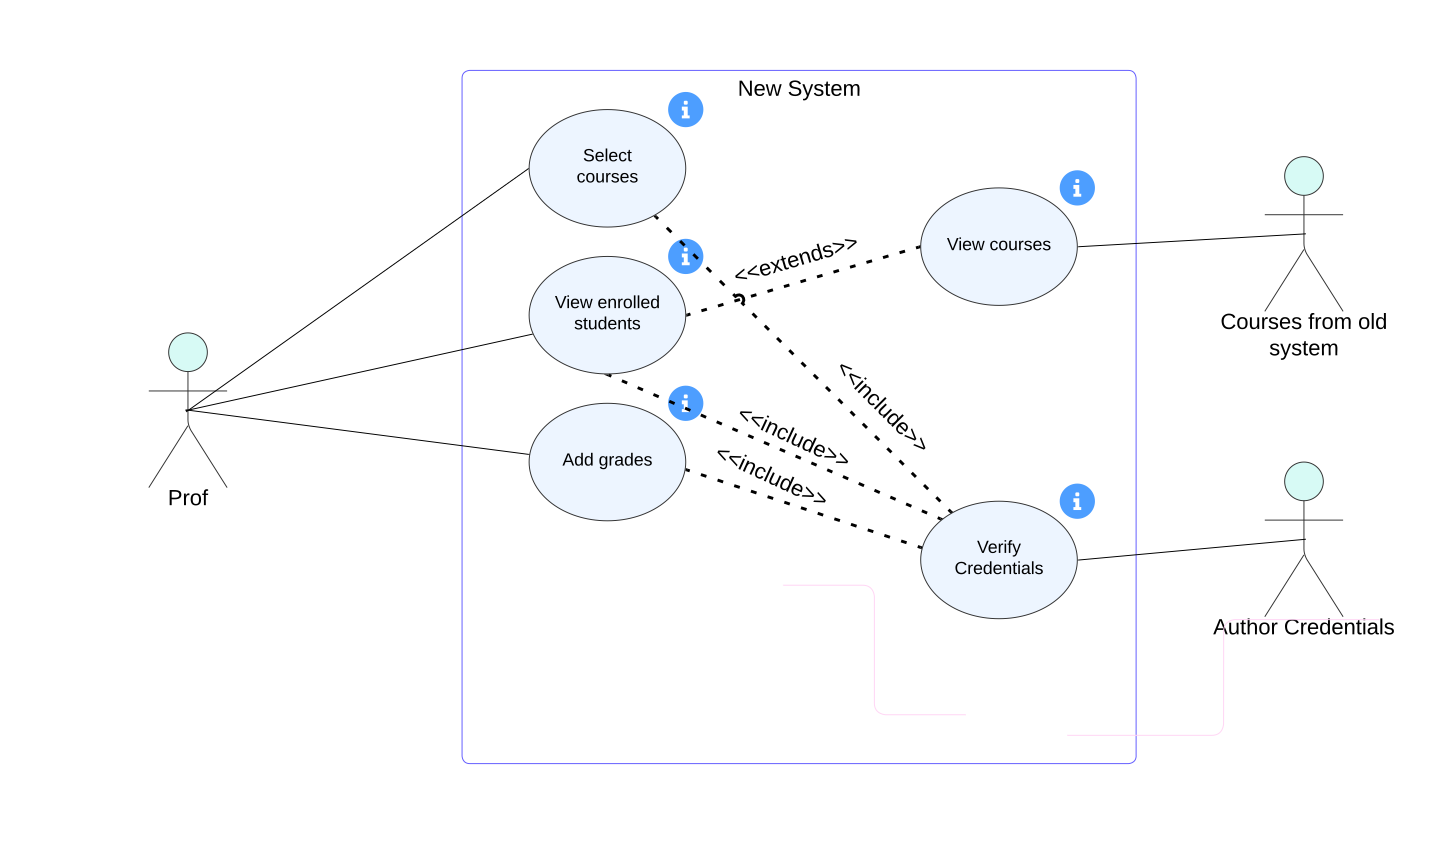 New System
Select
courses
View enrolled
students
Add grades
<<extends>>
<<include>>
<<include>>
<<include>>
View courses
Verify
Credentials
Prof
Courses from old
system
Author Credentials